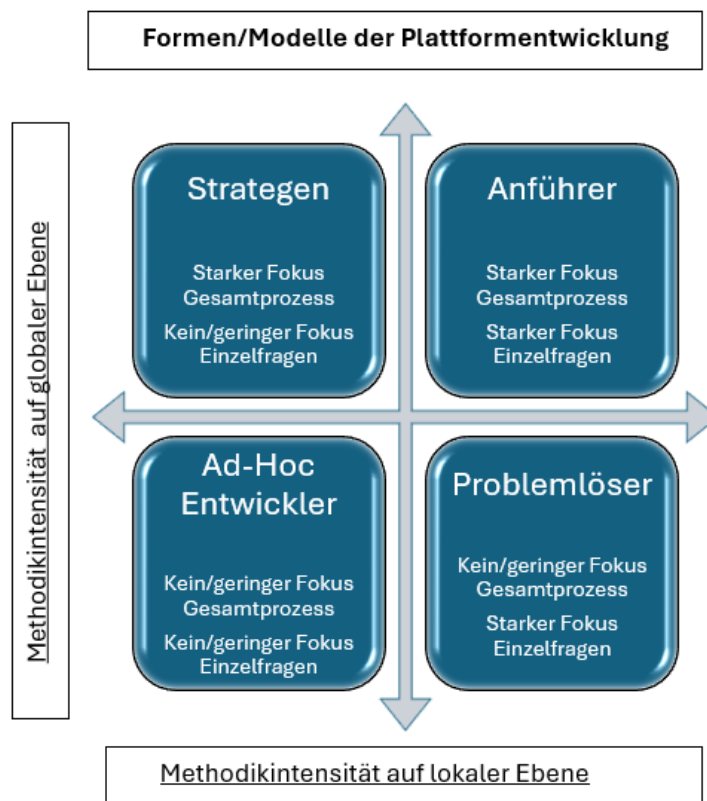 Formen/Modelle der Plattformentwicklung
Methodikintensität auf globaler Ebene
Strategen
Starker Fokus
Gesamtprozess
Kein/geringer Fokus
Einzelfragen
Anführer
Starker Fokus
Gesamtprozess
Starker Fokus
Einzelfragen
Ad-Hoc
Entwickler
Kein/geringer Fokus
Gesamtprozess
Kein/geringer Fokus
Einzelfragen
Problemlöser
Kein/geringer Fokus
Gesamtprozess
Starker Fokus
Einzelfragen
Methodikintensität auf lokaler Ebene